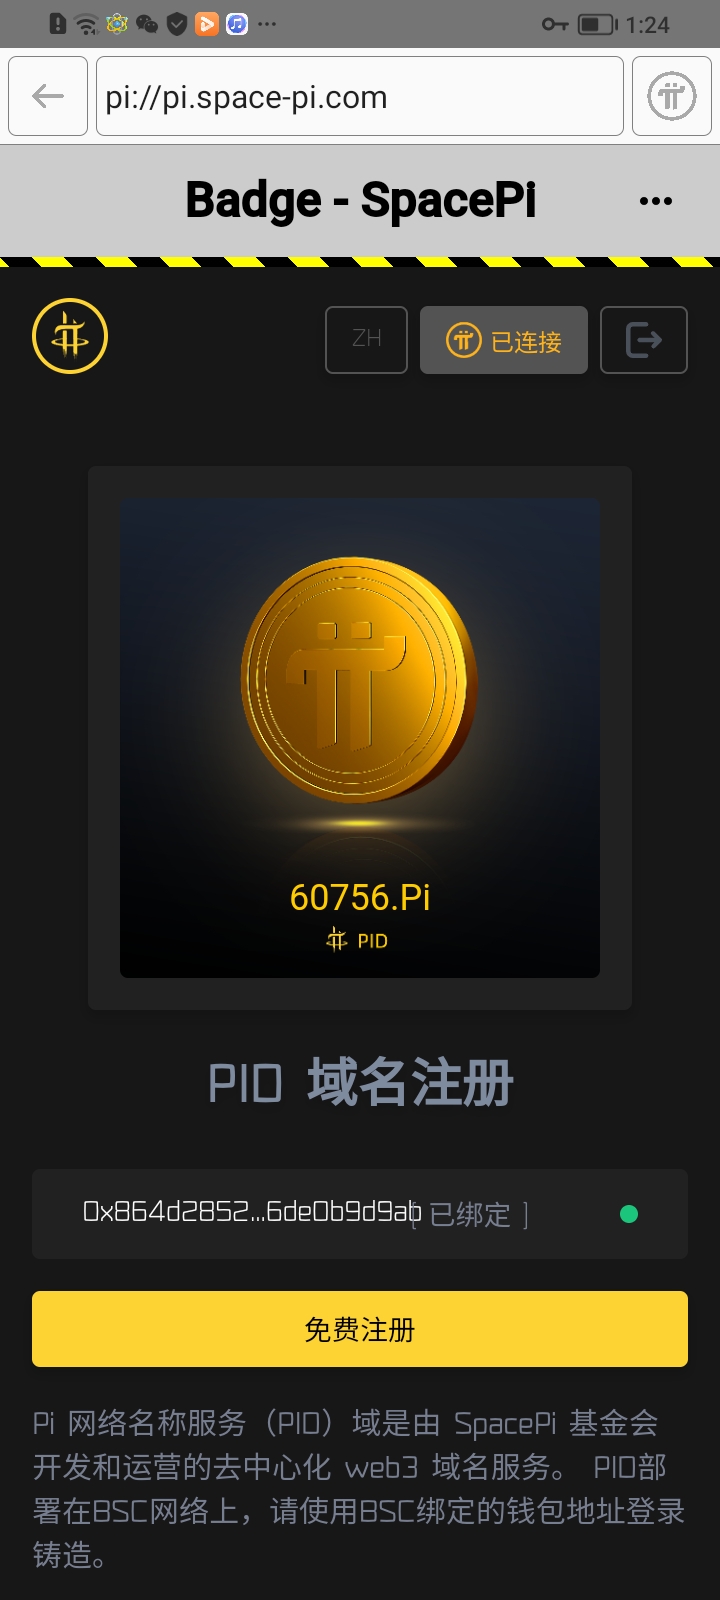 1:24
pi://pi.space-pi.com
Badge - SpacePi
ZH
已连接
60756.Pi
PID
PID 域名注册
0x864d2852...6de0b9d9ab [ 已绑定 ]
免费注册
Pi 网络名称服务（PID）域是由 SpacePi 基金会
开发和运营的去中心化 web3 域名服务。 PID部
署在BSC网络上，请使用BSC绑定的钱包地址登录
铸造。